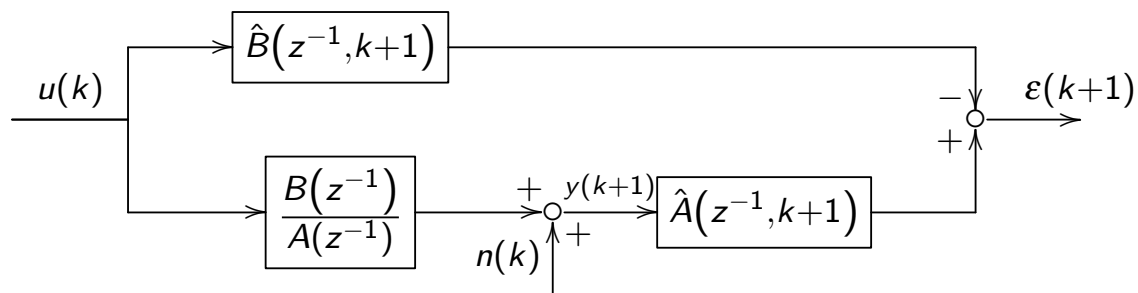 B̂(z⁻¹,k+1)
u(k)
− ε(k+1)
+
B(z⁻¹)
A(z⁻¹)
+ y(k+1)
+
Â(z⁻¹,k+1)
n(k)